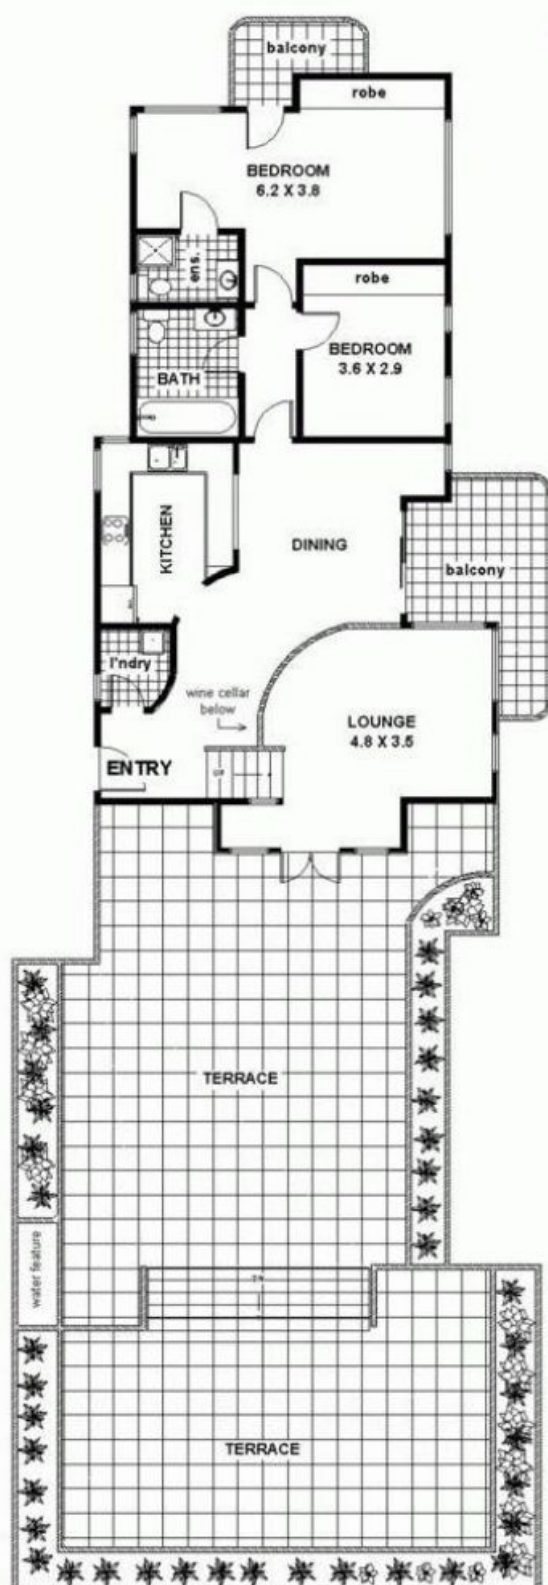 balcony
robe
BEDROOM
6.2 X 3.8
ens.
robe
BEDROOM
3.6 X 2.9
BATH
KITCHEN
DINING
balcony
l'ndry
wine cellar
below
LOUNGE
4.8 X 3.5
ENTRY
UP
TERRACE
water feature
TERRACE